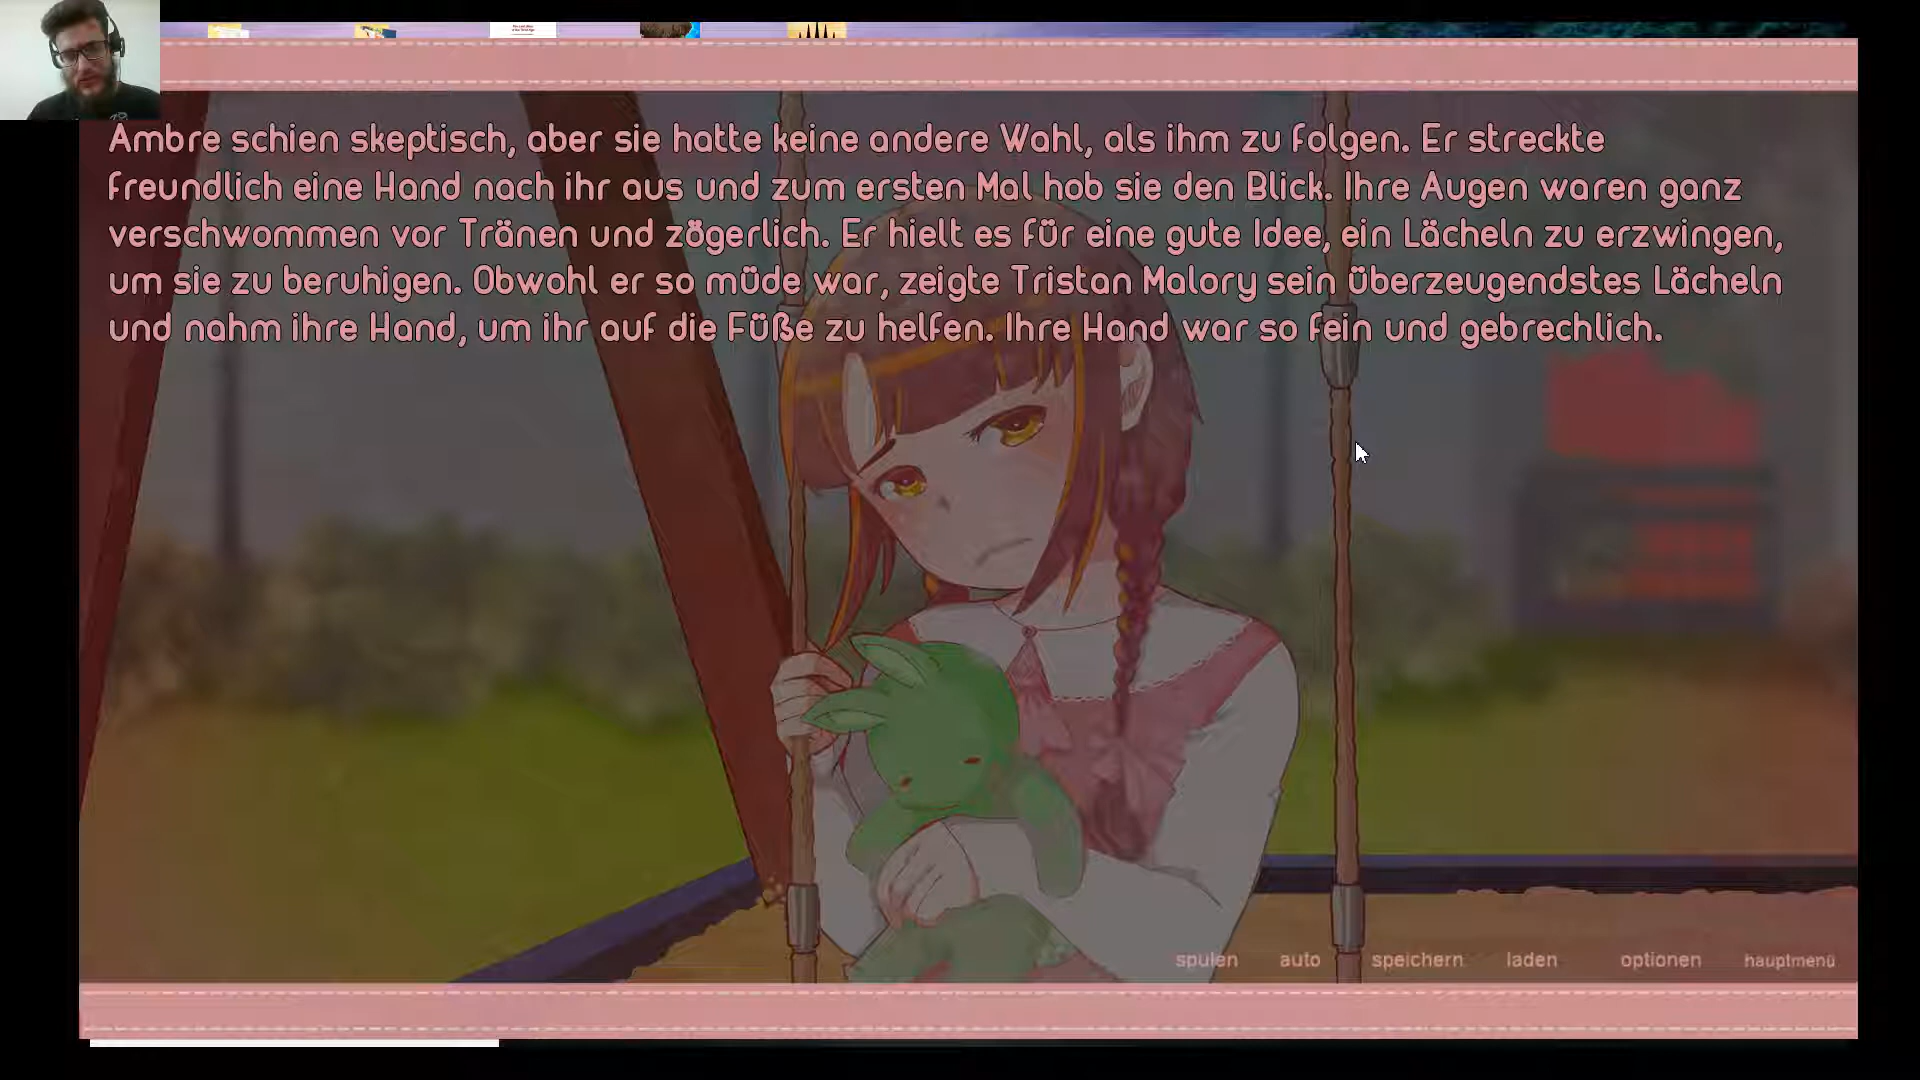 Ambre schien skeptisch, aber sie hatte keine andere Wahl, als ihm zu folgen. Er streckte
freundlich eine Hand nach ihr aus und zum ersten Mal hob sie den Blick. Ihre Augen waren ganz
verschwommen vor Tränen und zögerlich. Er hielt es für eine gute Idee, ein Lächeln zu erzwingen,
um sie zu beruhigen. Obwohl er so müde war, zeigte Tristan Malory sein überzeugendstes Lächeln
und nahm ihre Hand, um ihr auf die Füße zu helfen. Ihre Hand war so fein und gebrechlich.
spulen auto speichern laden optionen hauptmenü